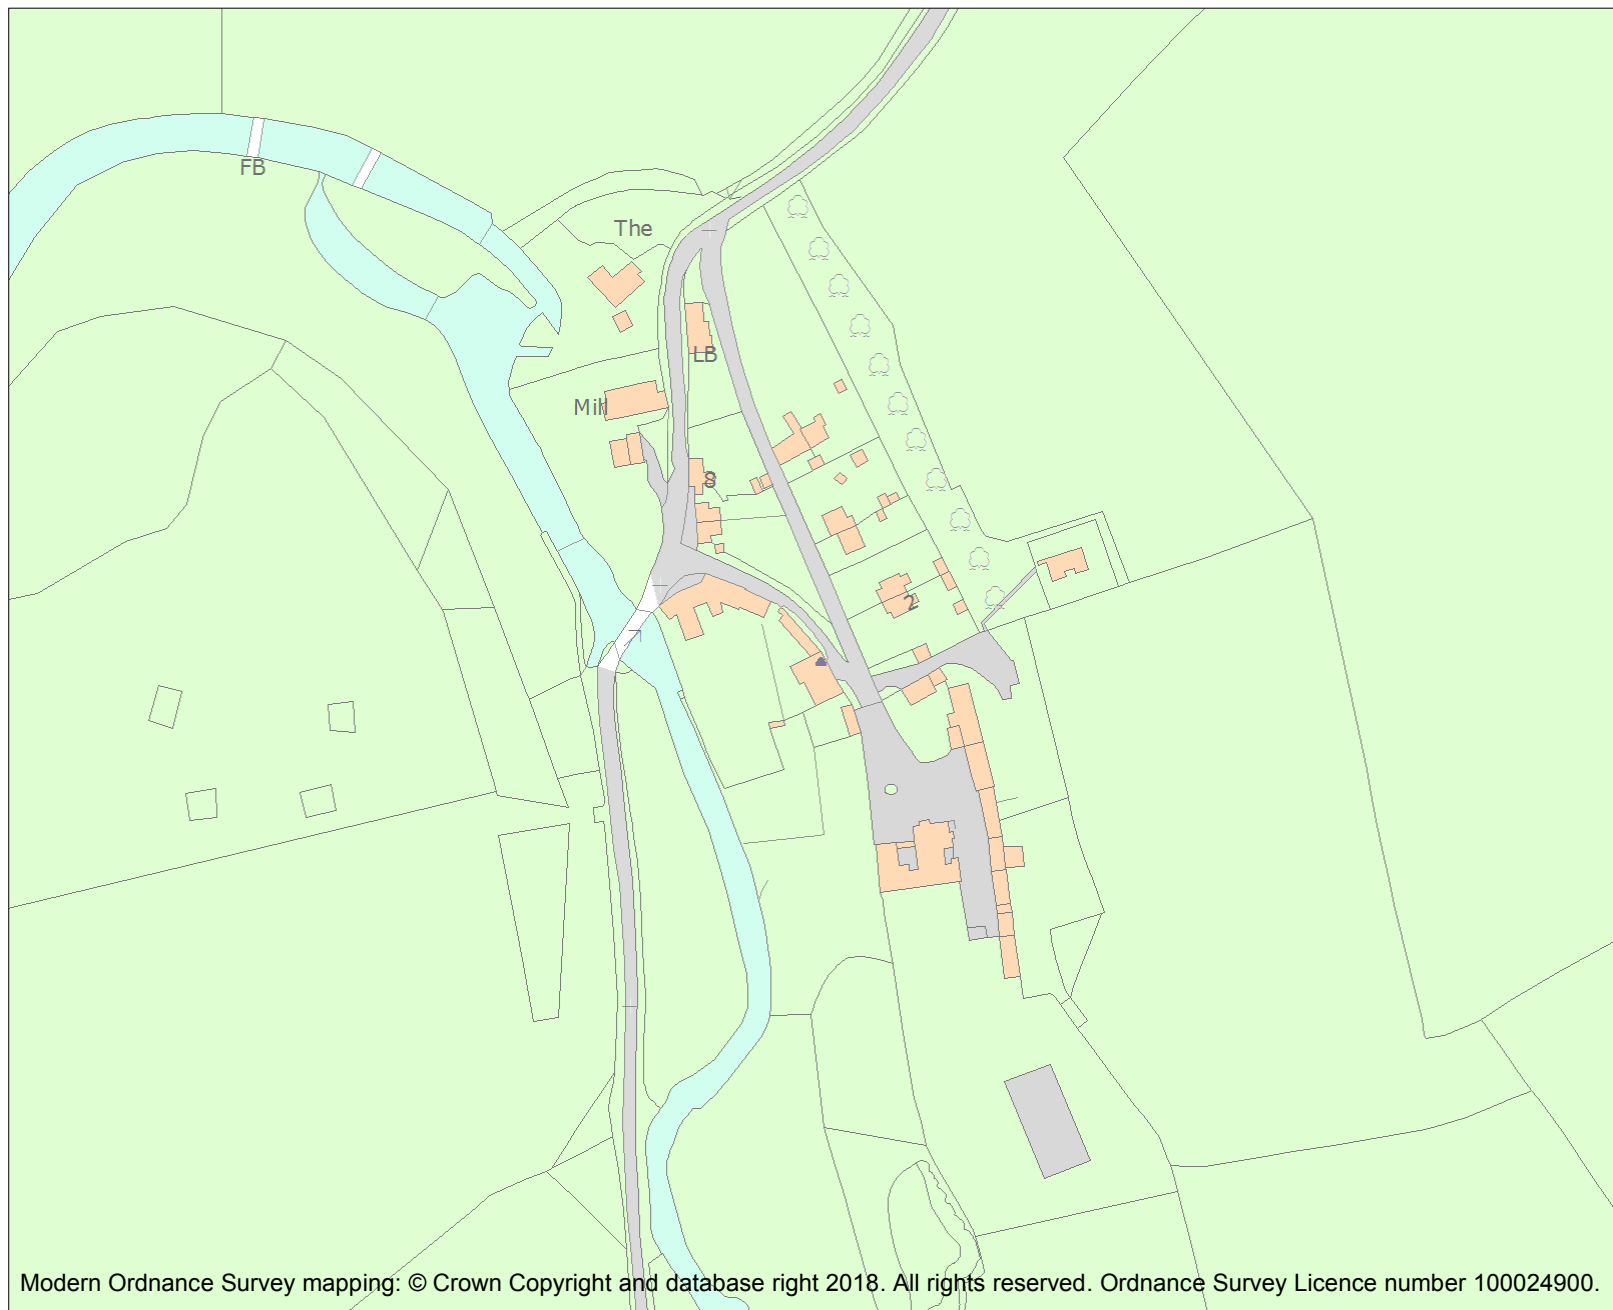 FB
The
LB
Mill
8
2
Modern Ordnance Survey mapping: © Crown Copyright and database right 2018. All rights reserved. Ordnance Survey Licence number 100024900.